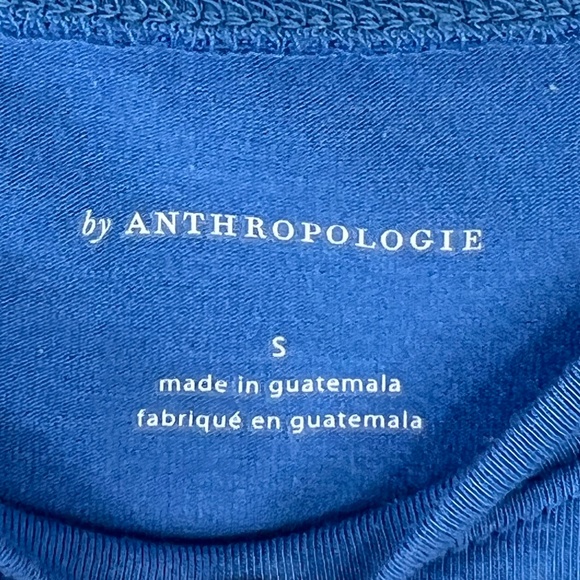 by ANTHROPOLOGIE
S
made in guatemala
fabriqué en guatemala